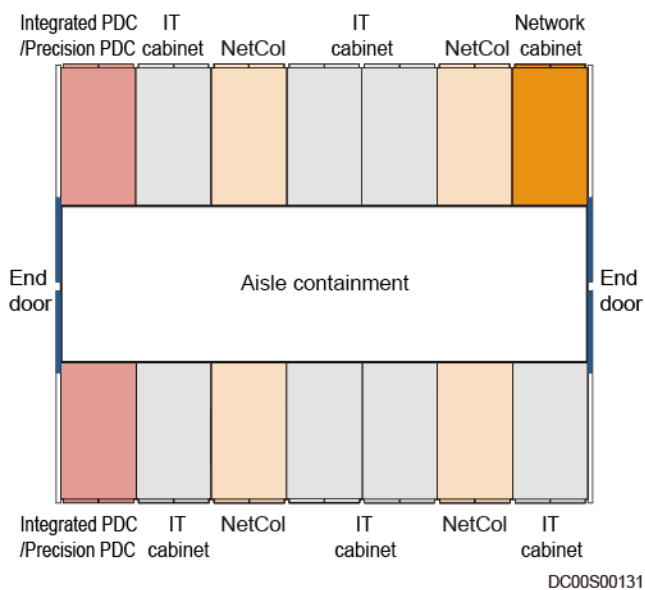 Integrated PDC IT IT Network
/Precision PDC cabinet NetCol cabinet NetCol cabinet
End
door
Aisle containment
End
door
Integrated PDC IT NetCol IT NetCol IT
/Precision PDC cabinet cabinet cabinet
DC00S00131